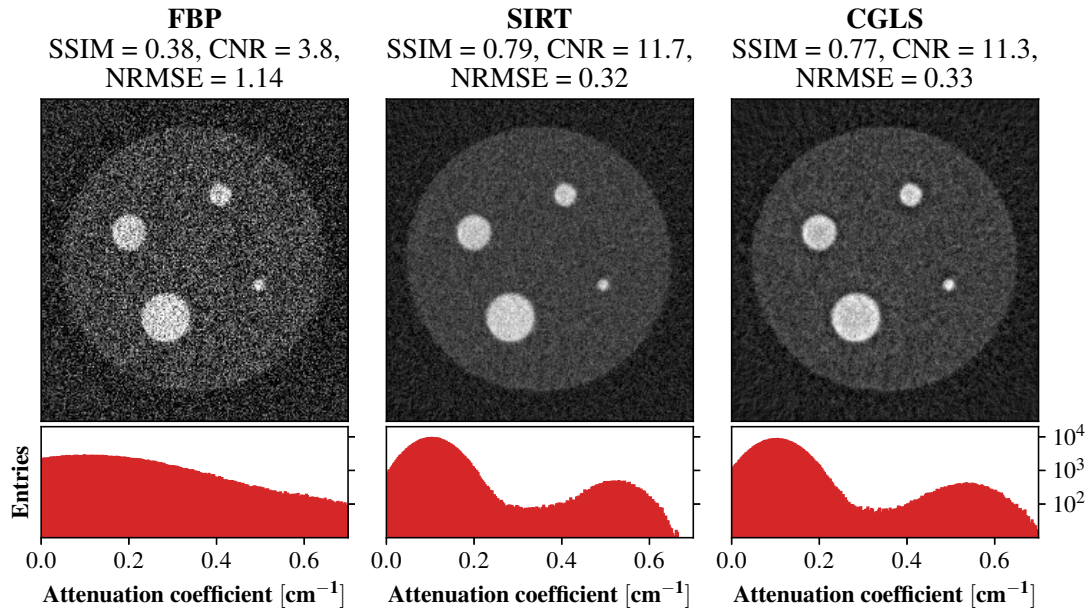 FBP
SSIM = 0.38, CNR = 3.8,
NRMSE = 1.14
SIRT
SSIM = 0.79, CNR = 11.7,
NRMSE = 0.32
CGLS
SSIM = 0.77, CNR = 11.3,
NRMSE = 0.33
Entries
10⁴
10³
10²
0.0 0.2 0.4 0.6
0.0 0.2 0.4 0.6
0.0 0.2 0.4 0.6
Attenuation coefficient [cm⁻¹]
Attenuation coefficient [cm⁻¹]
Attenuation coefficient [cm⁻¹]